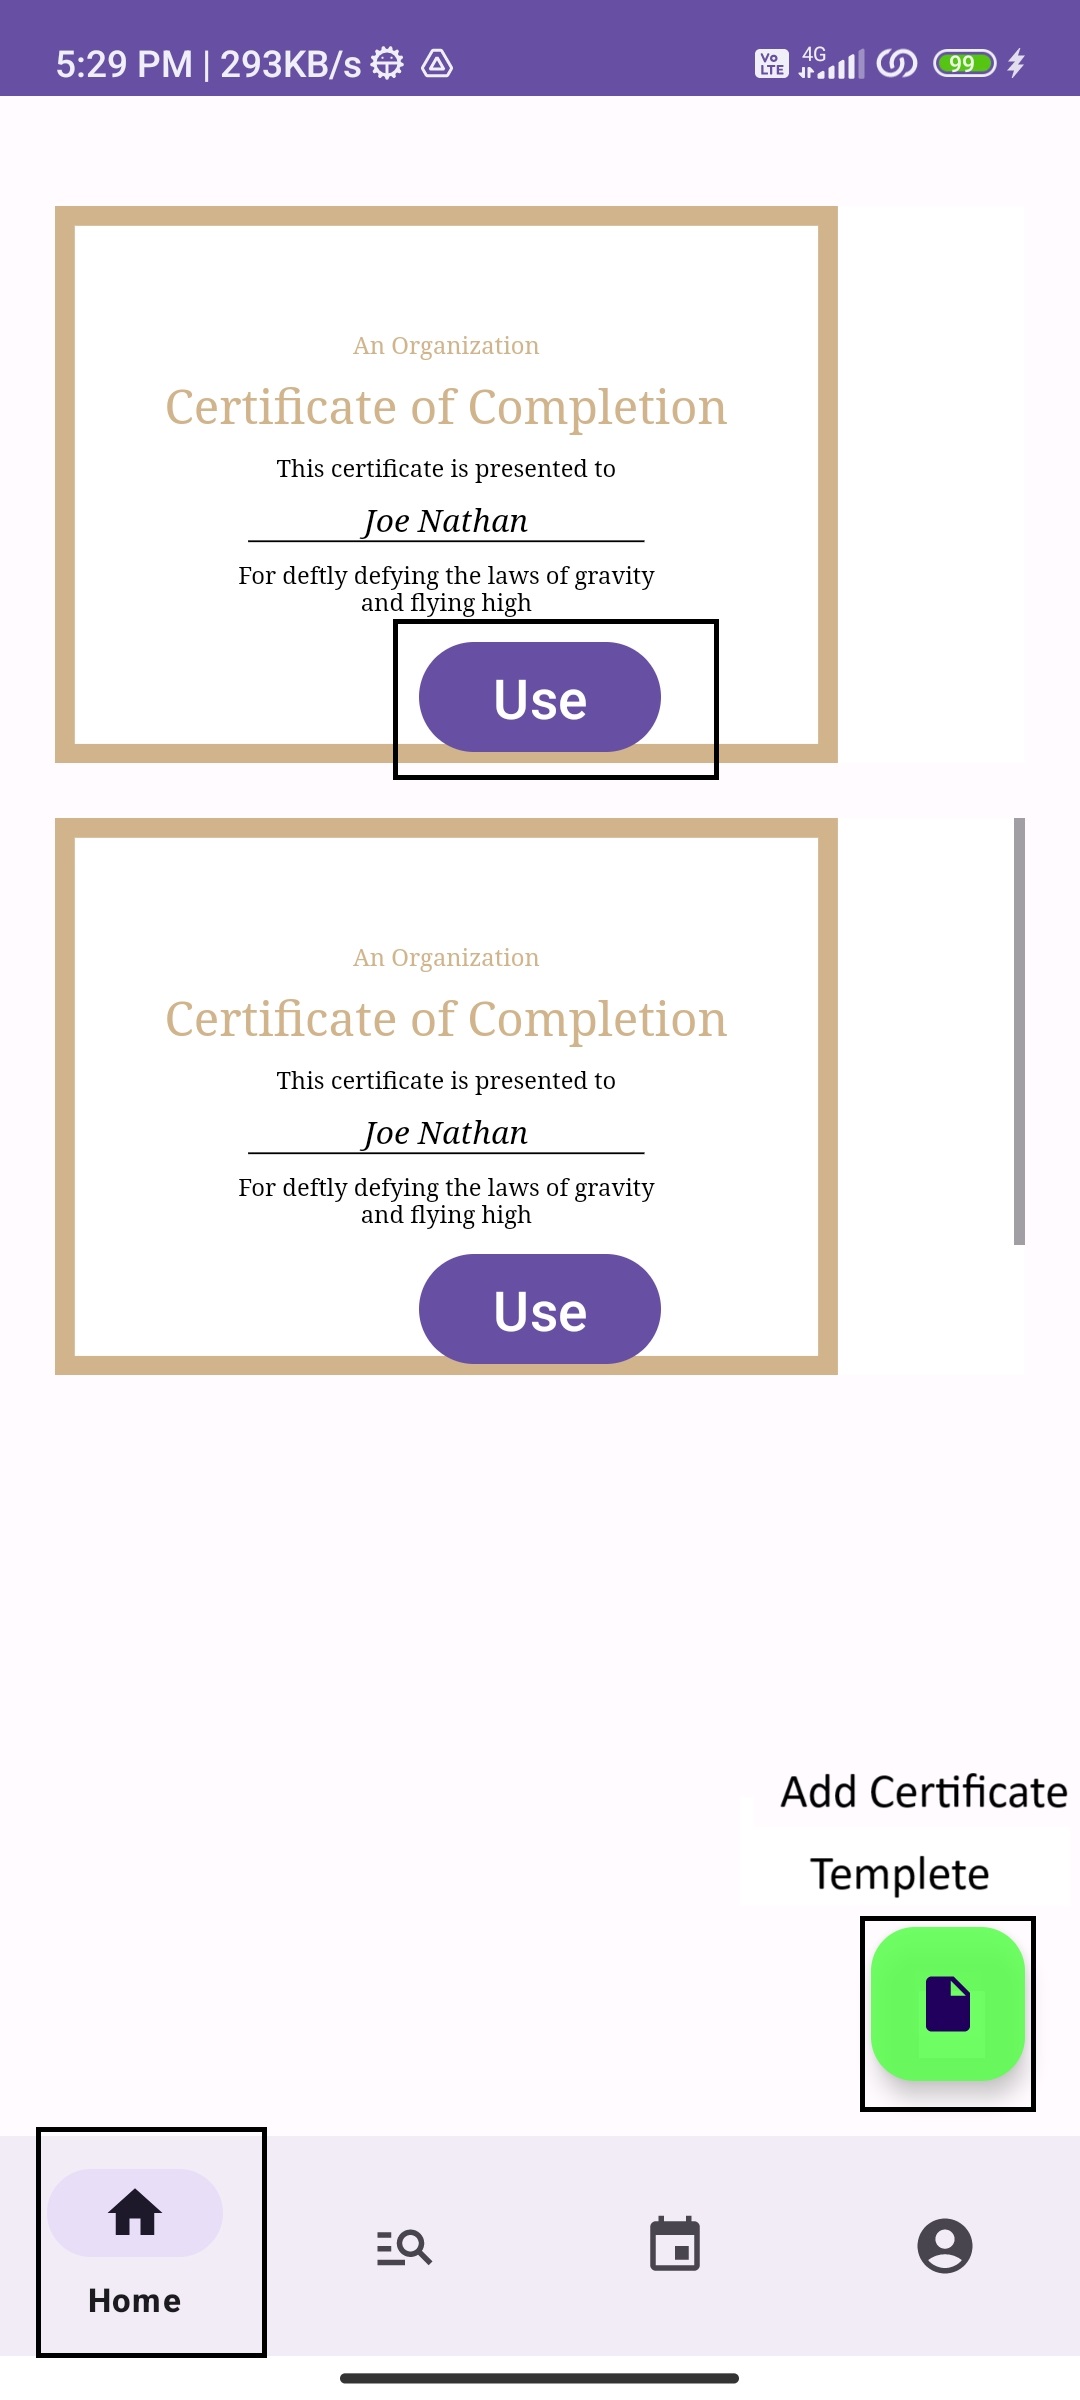 5:29 PM | 293KB/s
Vo LTE 4G 99
An Organization
Certificate of Completion
This certificate is presented to
Joe Nathan
For deftly defying the laws of gravity
and flying high
Use
An Organization
Certificate of Completion
This certificate is presented to
Joe Nathan
For deftly defying the laws of gravity
and flying high
Use
Add Certificate
Templete
Home